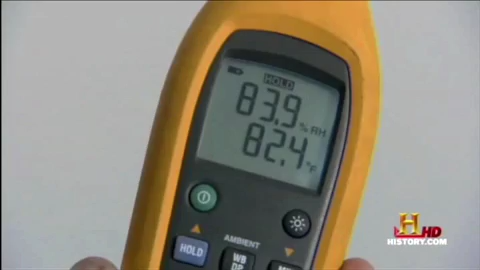 HOLD
83.9 % RH
82.4 °F
AMBIENT
HOLD
WB
DP
H HD
HISTORY.COM